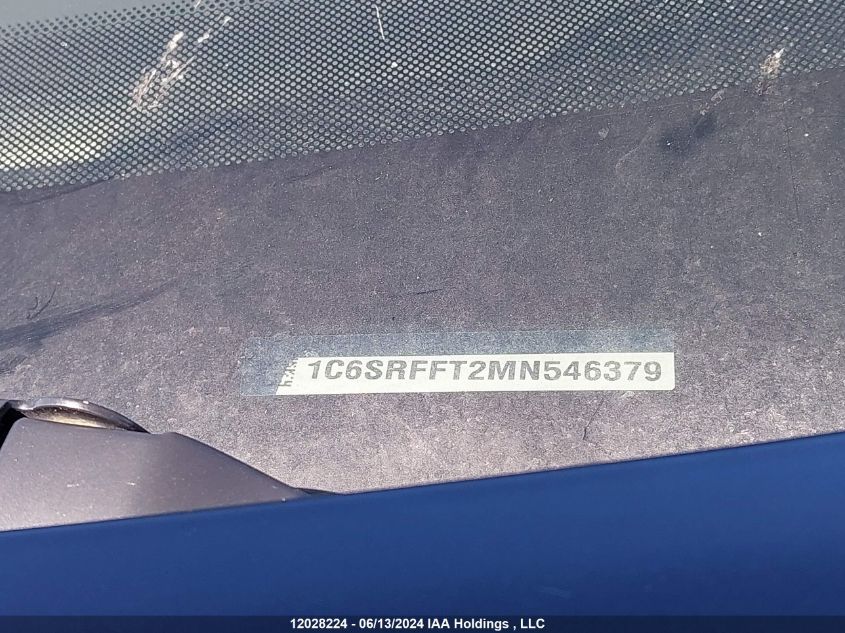 1C6SRFFT2MN546379
12028224 - 06/13/2024 IAA Holdings , LLC